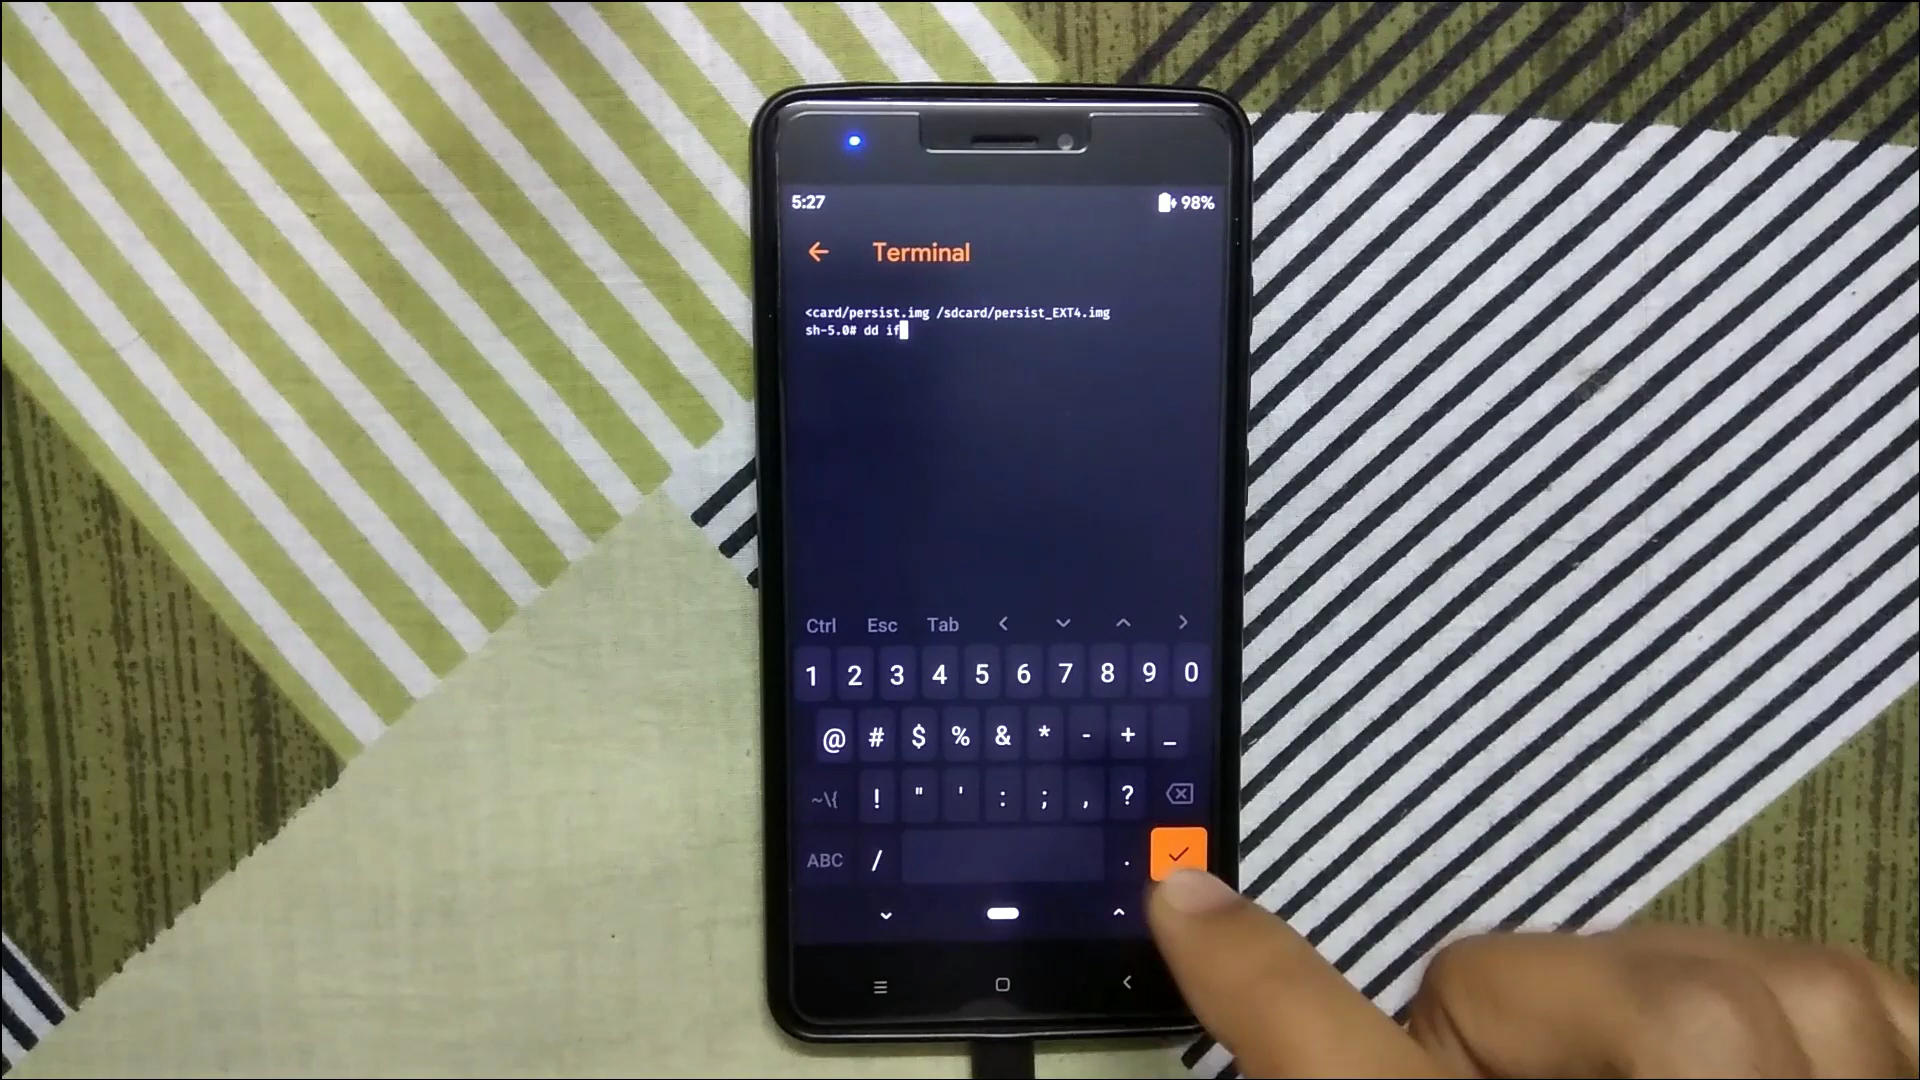 5:27 98%
Terminal
<card/persist.img /sdcard/persist_EXT4.img
sh-5.0# dd if
Ctrl Esc Tab < >
1 2 3 4 5 6 7 8 9 0
@ # $ % & * - + _
~\{ ! " ' : ; , ?
ABC / .